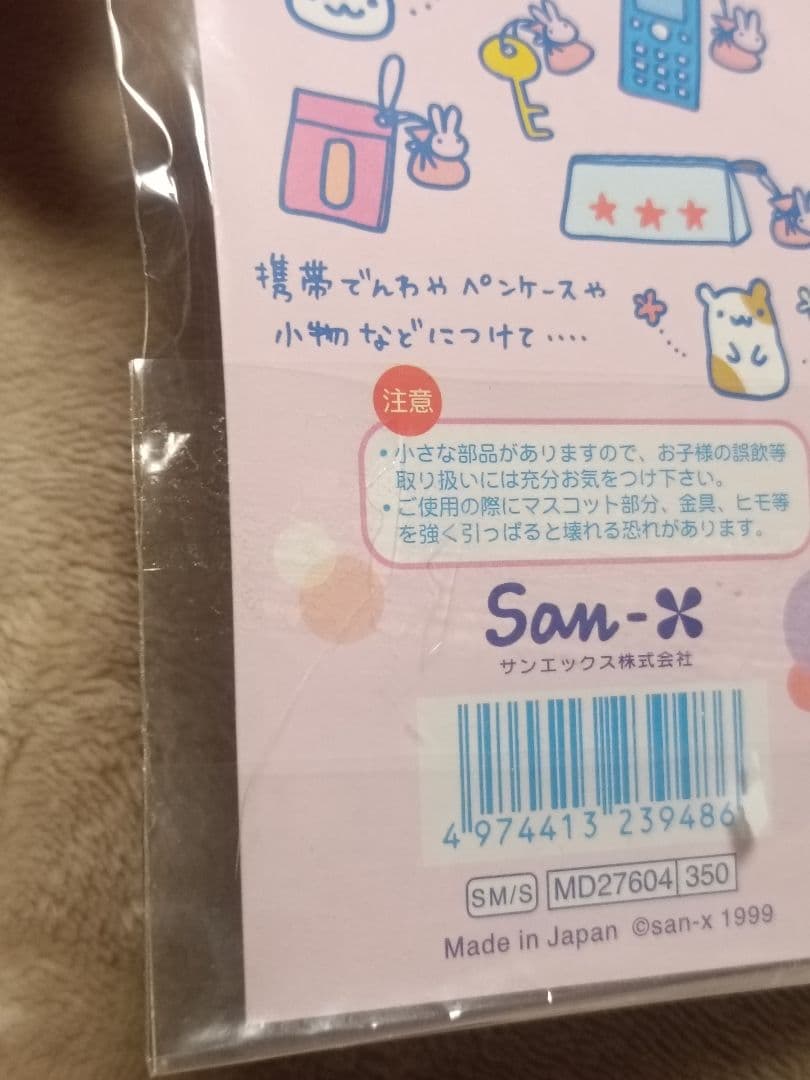 携帯でんわや ペンケースや
小物などにつけて‥‥
注意
・小さな部品がありますので、お子様の誤飲等
取り扱いには充分お気をつけ下さい。
・ご使用の際にマスコット部分、金具、ヒモ等
を強く引っぱると壊れる恐れがあります。
San-X
サンエックス株式会社
4 974413 239486
SM/S MD27604 350
Made in Japan ©san-x 1999